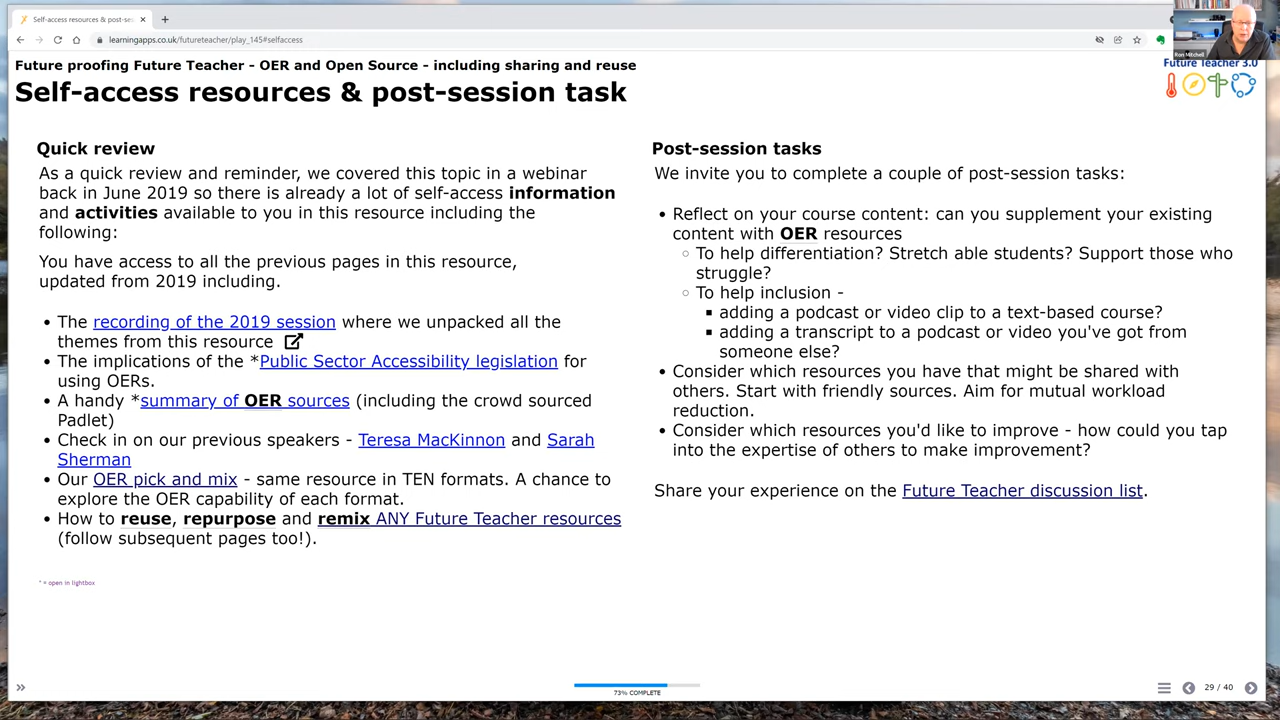 Self-access resources & post-ses
learningapps.co.uk/futureteacher/play_145#selfaccess
Ron Mitchell
Future Teacher 3.0
Future proofing Future Teacher - OER and Open Source - including sharing and reuse
Self-access resources & post-session task
Quick review
As a quick review and reminder, we covered this topic in a webinar
back in June 2019 so there is already a lot of self-access information
and activities available to you in this resource including the
following:
You have access to all the previous pages in this resource,
updated from 2019 including.
• The recording of the 2019 session where we unpacked all the
themes from this resource
• The implications of the *Public Sector Accessibility legislation for
using OERs.
• A handy *summary of OER sources (including the crowd sourced
Padlet)
• Check in on our previous speakers - Teresa MacKinnon and Sarah
Sherman
• Our OER pick and mix - same resource in TEN formats. A chance to
explore the OER capability of each format.
• How to reuse, repurpose and remix ANY Future Teacher resources
(follow subsequent pages too!).
* = open in lightbox
Post-session tasks
We invite you to complete a couple of post-session tasks:
• Reflect on your course content: can you supplement your existing
content with OER resources
◦ To help differentiation? Stretch able students? Support those who
struggle?
◦ To help inclusion -
▪ adding a podcast or video clip to a text-based course?
▪ adding a transcript to a podcast or video you've got from
someone else?
• Consider which resources you have that might be shared with
others. Start with friendly sources. Aim for mutual workload
reduction.
• Consider which resources you'd like to improve - how could you tap
into the expertise of others to make improvement?
Share your experience on the Future Teacher discussion list.
73% COMPLETE
29 / 40